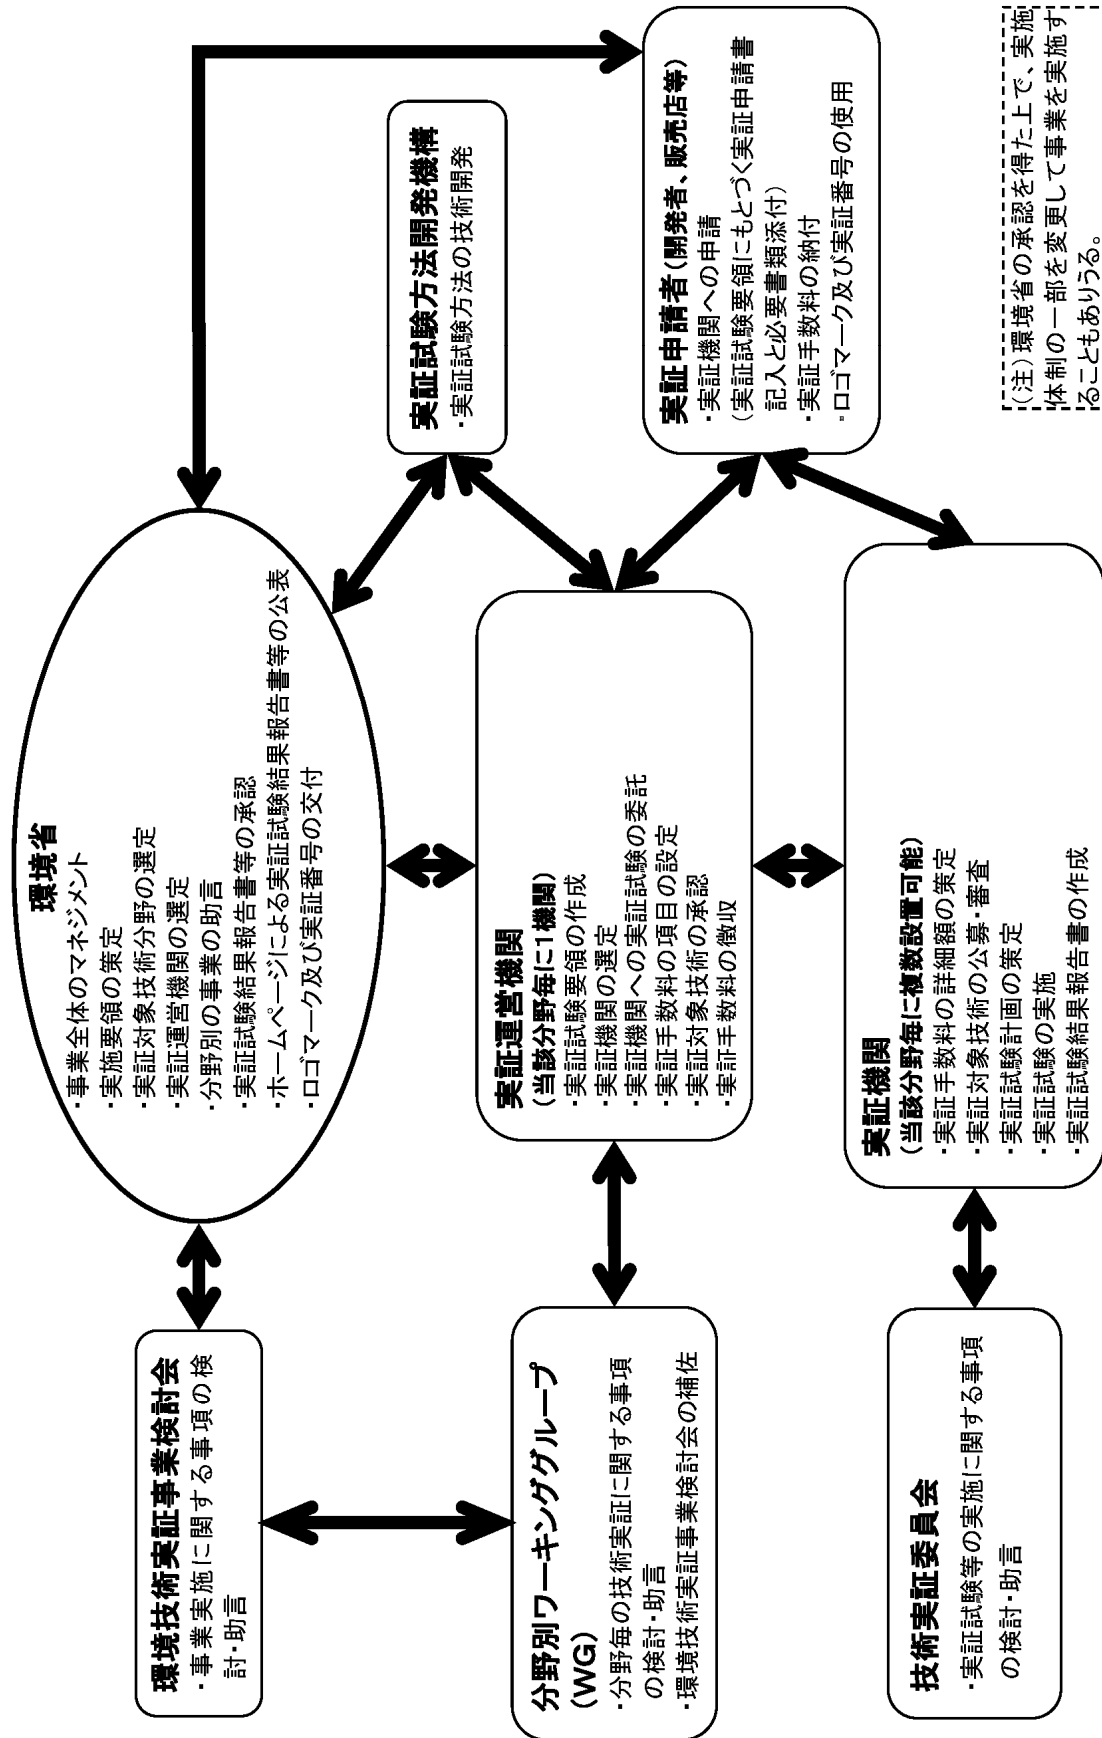 環境省
・事業全体のマネジメント
・実施要領の策定
・実証対象技術分野の選定
・実証運営機関の選定
・分野別の事業の助言
・実証試験結果報告書等の承認
・ホームページによる実証試験結果報告書等の公表
・ロゴマーク及び実証番号の交付
環境技術実証事業検討会
・事業実施に関する事項の検
討・助言
実証試験方法開発機構
・実証試験方法の技術開発
分野別ワーキンググループ
(WG)
・分野毎の技術実証に関する事項
の検討・助言
・環境技術実証事業検討会の補佐
実証運営機関
(当該分野毎に1機関)
・実証試験要領の作成
・実証機関の選定
・実証機関への実証試験の委託
・実証手数料の項目の設定
・実証対象技術の承認
・実証手数料の徴収
実証申請者(開発者、販売店等)
・実証機関への申請
(実証試験要領にもとづく実証申請書
記入と必要書類添付)
・実証手数料の納付
・ロゴマーク及び実証番号の使用
技術実証委員会
・実証試験等の実施に関する事項
の検討・助言
実証機関
(当該分野毎に複数設置可能)
・実証手数料の詳細額の策定
・実証対象技術の公募・審査
・実証試験計画の策定
・実証試験の実施
・実証試験結果報告書の作成
(注)環境省の承認を得た上で、実施
体制の一部を変更して事業を実施す
ることもありうる。